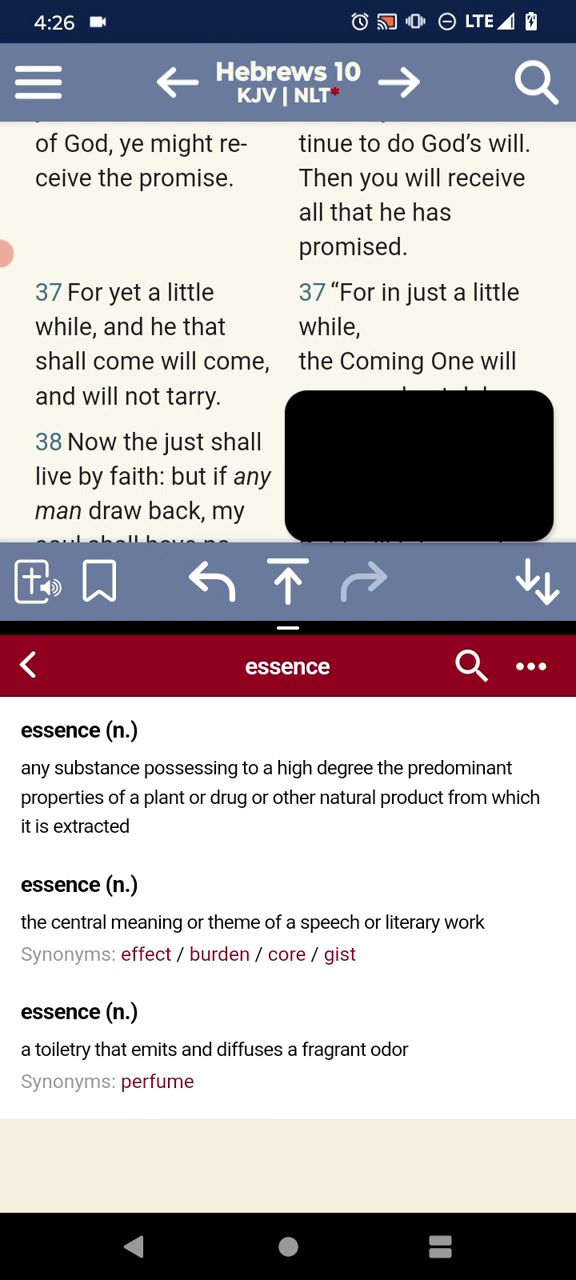 4:26
LTE
Hebrews 10
KJV | NLT*
of God, ye might re-
ceive the promise.
tinue to do God’s will.
Then you will receive
all that he has
promised.
37 For yet a little
while, and he that
shall come will come,
and will not tarry.
38 Now the just shall
live by faith: but if any
man draw back, my
soul shall have no
37 “For in just a little
while,
the Coming One will
essence
essence (n.)
any substance possessing to a high degree the predominant
properties of a plant or drug or other natural product from which
it is extracted
essence (n.)
the central meaning or theme of a speech or literary work
Synonyms: effect / burden / core / gist
essence (n.)
a toiletry that emits and diffuses a fragrant odor
Synonyms: perfume